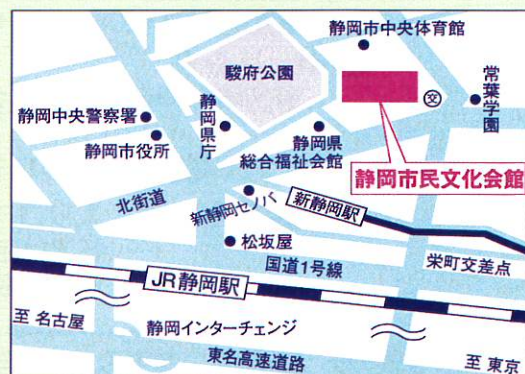 静岡市中央体育館
駿府公園
常葉学園
静岡中央警察署
静岡市役所
静岡県庁
静岡県
総合福祉会館
静岡市民文化会館
北街道
新静岡セノバ
新静岡駅
松坂屋
国道1号線
栄町交差点
JR静岡駅
至 名古屋
静岡インターチェンジ
東名高速道路
至 東京